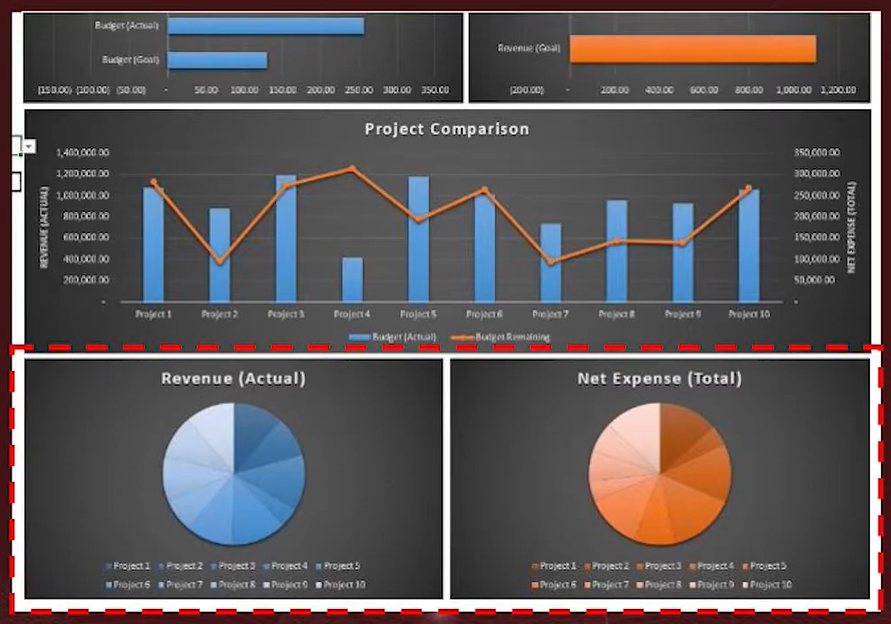 Budget (Actual)
Budget (Goal)
(150.00) (100.00) (50.00) - 50.00 100.00 150.00 200.00 250.00 300.00 350.00
Revenue (Goal)
(200.00) - 200.00 400.00 600.00 800.00 1,000.00 1,200.00
Project Comparison
1,400,000.00
1,200,000.00
1,000,000.00
800,000.00
600,000.00
400,000.00
200,000.00
-
REVENUE (ACTUAL)
350,000.00
300,000.00
250,000.00
200,000.00
150,000.00
100,000.00
50,000.00
-
NET EXPENSE (TOTAL)
Project 1 Project 2 Project 3 Project 4 Project 5 Project 6 Project 7 Project 8 Project 9 Project 10
Budget (Actual) Budget Remaining
Revenue (Actual)
Project 1 Project 2 Project 3 Project 4 Project 5
Project 6 Project 7 Project 8 Project 9 Project 10
Net Expense (Total)
Project 1 Project 2 Project 3 Project 4 Project 5
Project 6 Project 7 Project 8 Project 9 Project 10